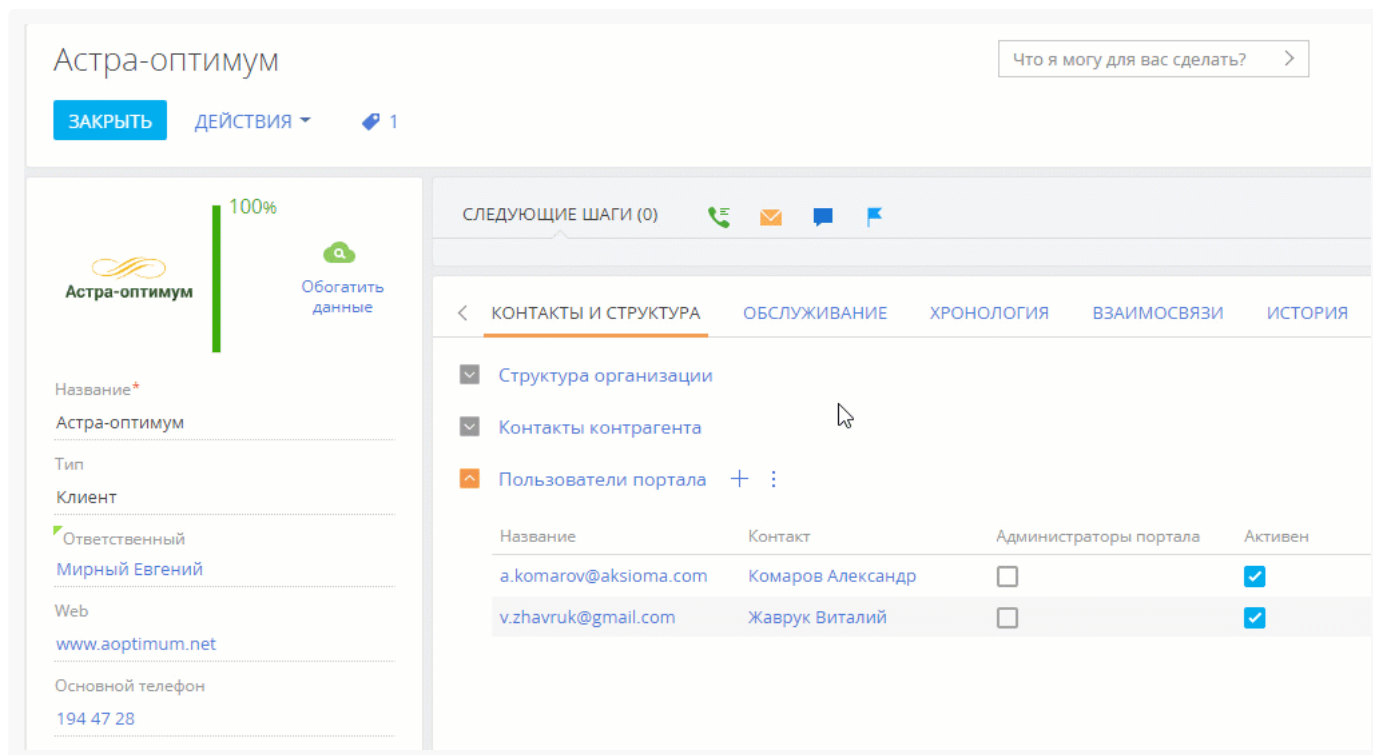 Астра-оптимум
Что я могу для вас сделать?
ЗАКРЫТЬ
ДЕЙСТВИЯ
1
100%
Астра-оптимум
Обогатить
данные
Название*
Астра-оптимум
Тип
Клиент
Ответственный
Мирный Евгений
Web
www.aoptimum.net
Основной телефон
194 47 28
СЛЕДУЮЩИЕ ШАГИ (0)
КОНТАКТЫ И СТРУКТУРА ОБСЛУЖИВАНИЕ ХРОНОЛОГИЯ ВЗАИМОСВЯЗИ ИСТОРИЯ
Структура организации
Контакты контрагента
Пользователи портала
Название Контакт Администраторы портала Активен
a.komarov@aksioma.com Комаров Александр
v.zhavruk@gmail.com Жаврук Виталий